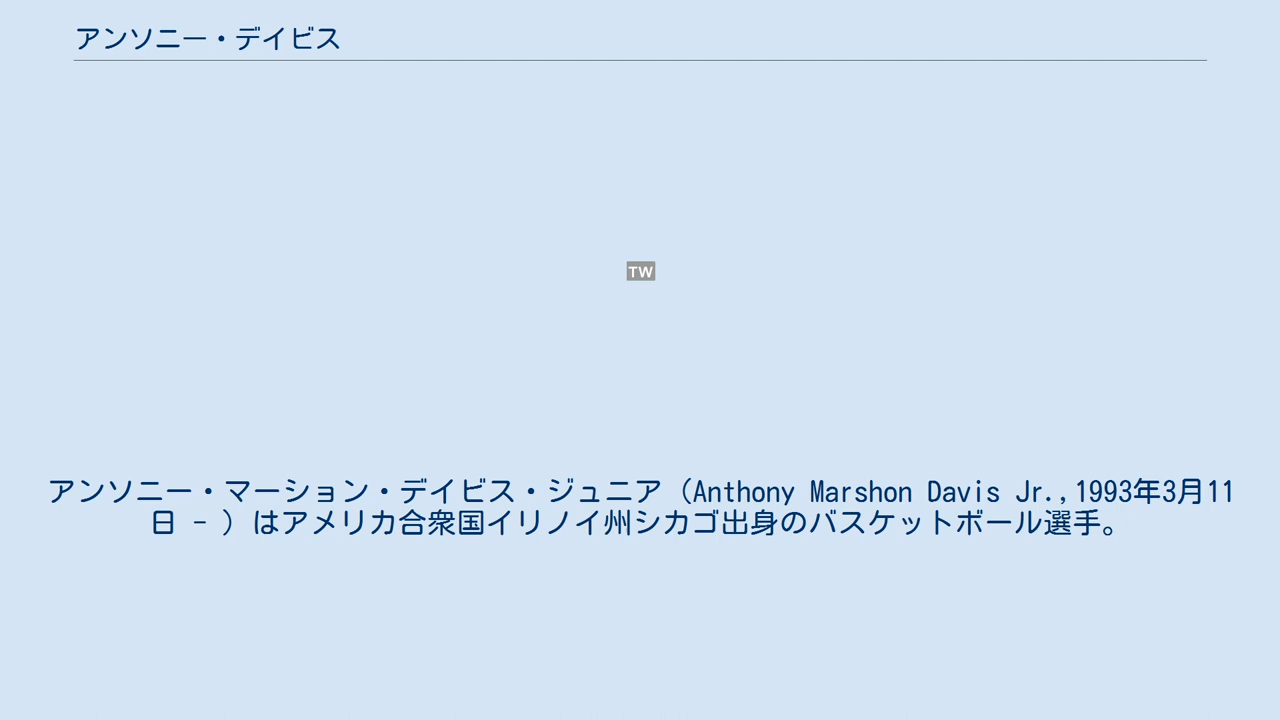 アンソニー・デイビス
TW
アンソニー・マーション・デイビス・ジュニア（Anthony Marshon Davis Jr.,1993年3月11
日 - ）はアメリカ合衆国イリノイ州シカゴ出身のバスケットボール選手。